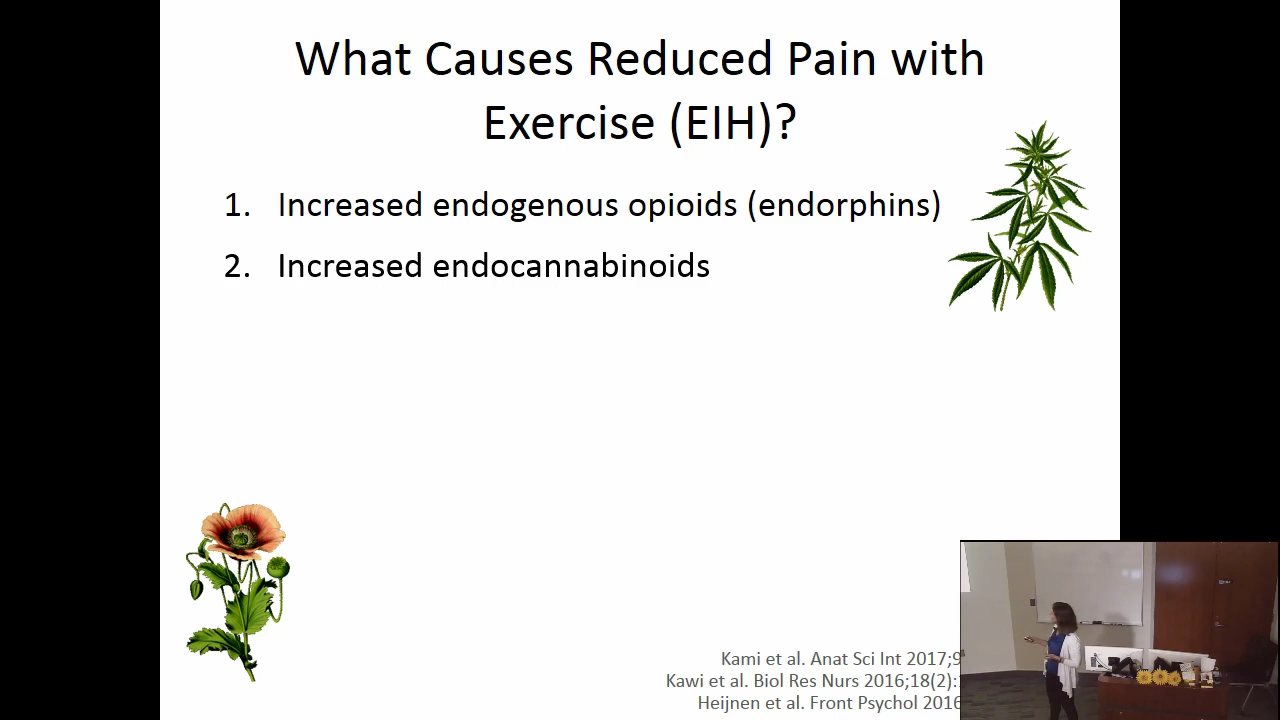 What Causes Reduced Pain with
Exercise (EIH)?
1. Increased endogenous opioids (endorphins)
2. Increased endocannabinoids
Kami et al. Anat Sci Int 2017;9
Kawi et al. Biol Res Nurs 2016;18(2):
Heijnen et al. Front Psychol 2016